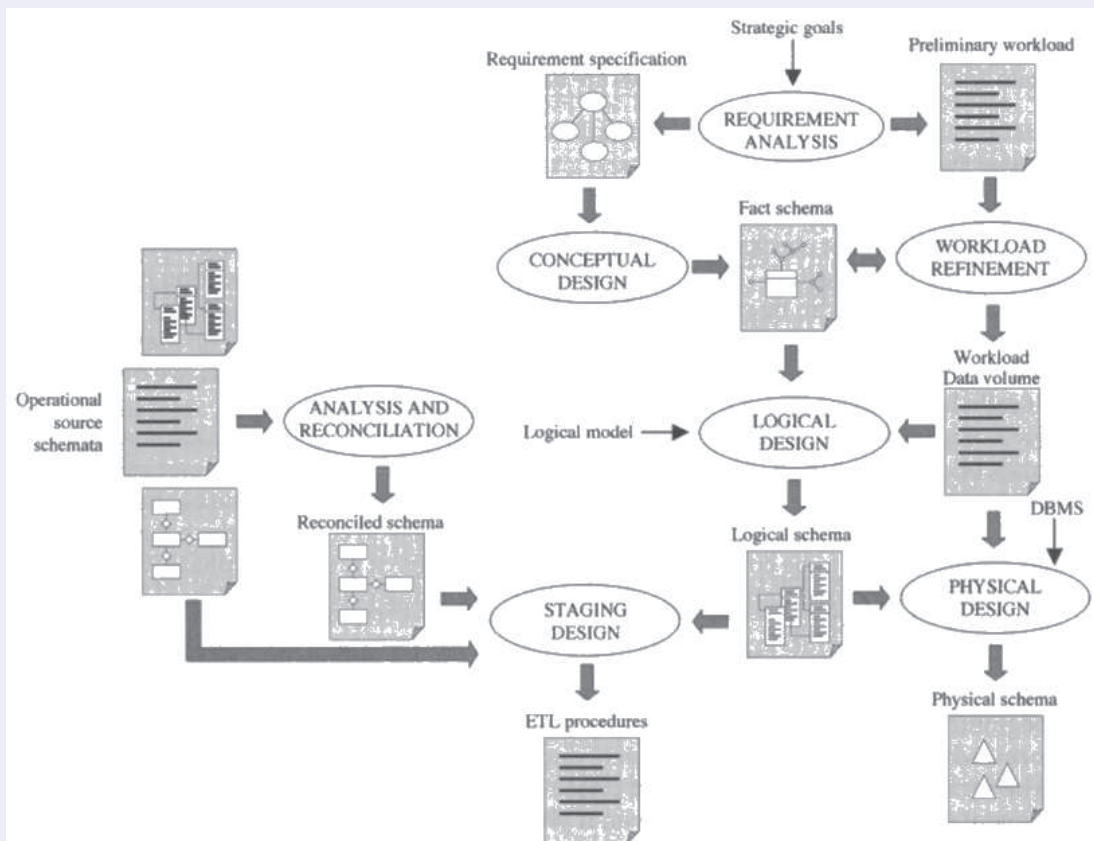 Strategic goals
Requirement specification
Preliminary workload
REQUIREMENT
ANALYSIS
Fact schema
CONCEPTUAL
DESIGN
WORKLOAD
REFINEMENT
Operational
source
schemata
ANALYSIS AND
RECONCILIATION
Workload
Data volume
Logical model
LOGICAL
DESIGN
Reconciled schema
Logical schema
DBMS
STAGING
DESIGN
PHYSICAL
DESIGN
ETL procedures
Physical schema